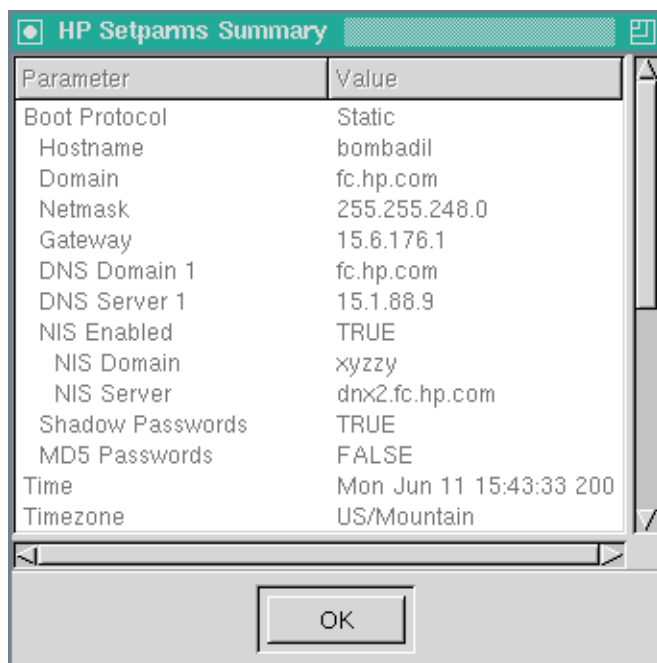 HP Setparms Summary
Parameter Value
Boot Protocol Static
Hostname bombadil
Domain fc.hp.com
Netmask 255.255.248.0
Gateway 15.6.176.1
DNS Domain 1 fc.hp.com
DNS Server 1 15.1.88.9
NIS Enabled TRUE
NIS Domain xyzzy
NIS Server dnx2.fc.hp.com
Shadow Passwords TRUE
MD5 Passwords FALSE
Time Mon Jun 11 15:43:33 200
Timezone US/Mountain
OK